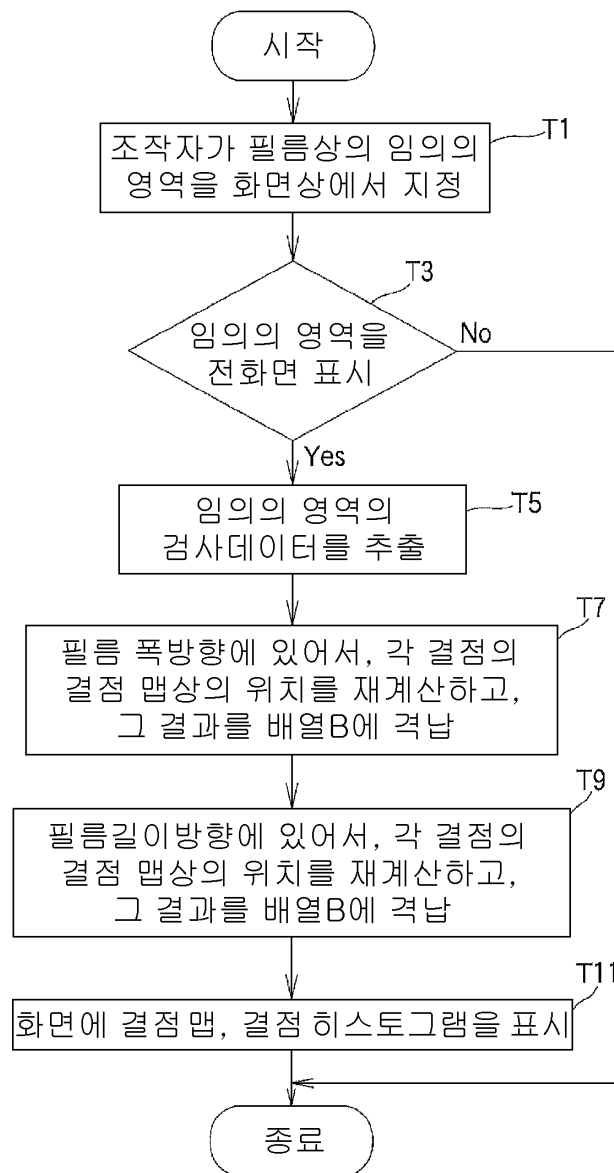 시작
T1
조작자가 필름상의 임의의
영역을 화면상에서 지정
T3
임의의 영역을
전화면 표시
No
Yes
T5
임의의 영역의
검사데이터를 추출
T7
필름 폭방향에 있어서, 각 결점의
결점 맵상의 위치를 재계산하고,
그 결과를 배열B에 격납
T9
필름길이방향에 있어서, 각 결점의
결점 맵상의 위치를 재계산하고,
그 결과를 배열B에 격납
T11
화면에 결점맵, 결점 히스토그램을 표시
종료